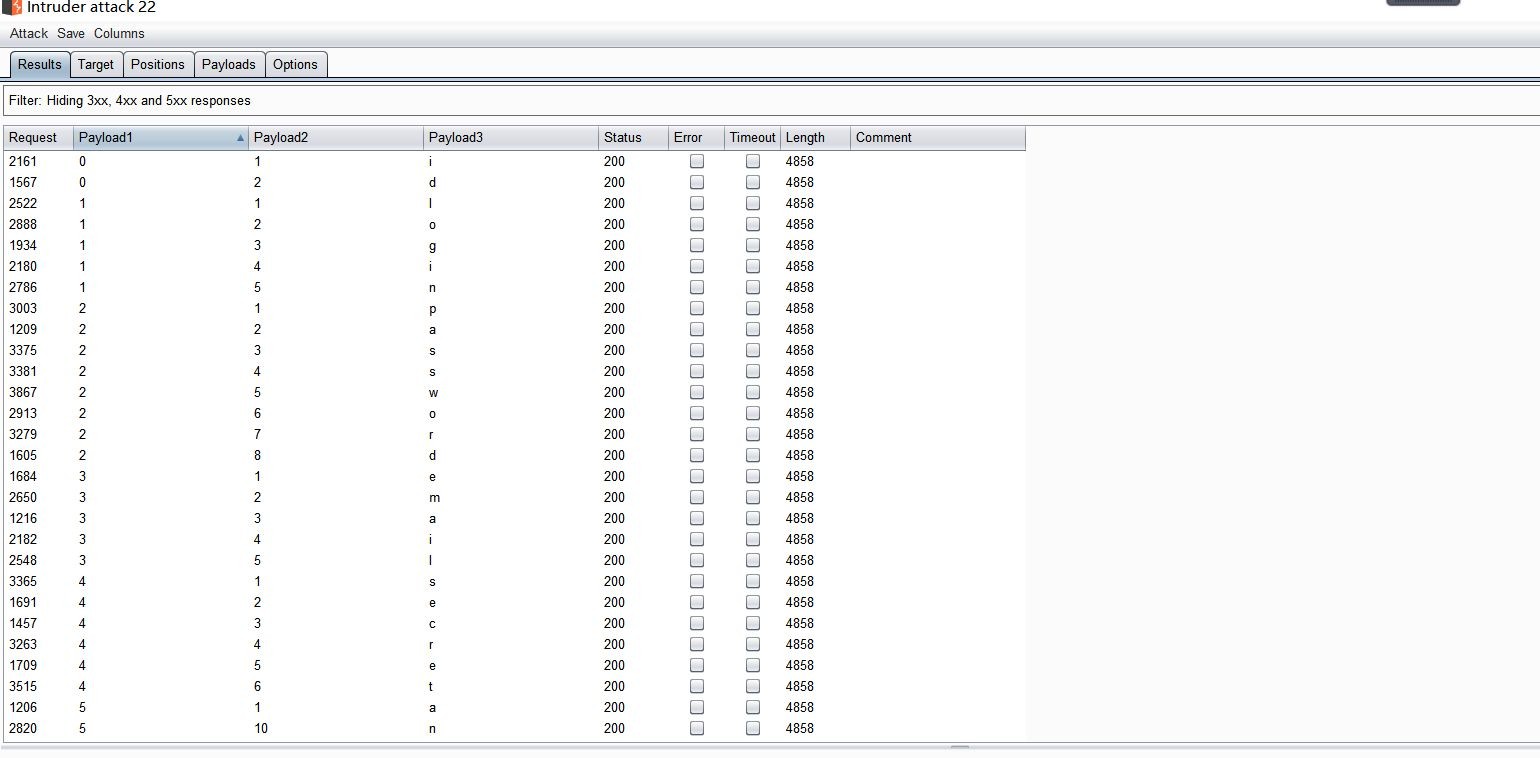 Intruder attack 22
Attack Save Columns
Results Target Positions Payloads Options
Filter: Hiding 3xx, 4xx and 5xx responses
Request Payload1 Payload2 Payload3 Status Error Timeout Length Comment
2161 0 1 i 200 4858
1567 0 2 d 200 4858
2522 1 1 l 200 4858
2888 1 2 o 200 4858
1934 1 3 g 200 4858
2180 1 4 i 200 4858
2786 1 5 n 200 4858
3003 2 1 p 200 4858
1209 2 2 a 200 4858
3375 2 3 s 200 4858
3381 2 4 s 200 4858
3867 2 5 w 200 4858
2913 2 6 o 200 4858
3279 2 7 r 200 4858
1605 2 8 d 200 4858
1684 3 1 e 200 4858
2650 3 2 m 200 4858
1216 3 3 a 200 4858
2182 3 4 i 200 4858
2548 3 5 l 200 4858
3365 4 1 s 200 4858
1691 4 2 e 200 4858
1457 4 3 c 200 4858
3263 4 4 r 200 4858
1709 4 5 e 200 4858
3515 4 6 t 200 4858
1206 5 1 a 200 4858
2820 5 10 n 200 4858